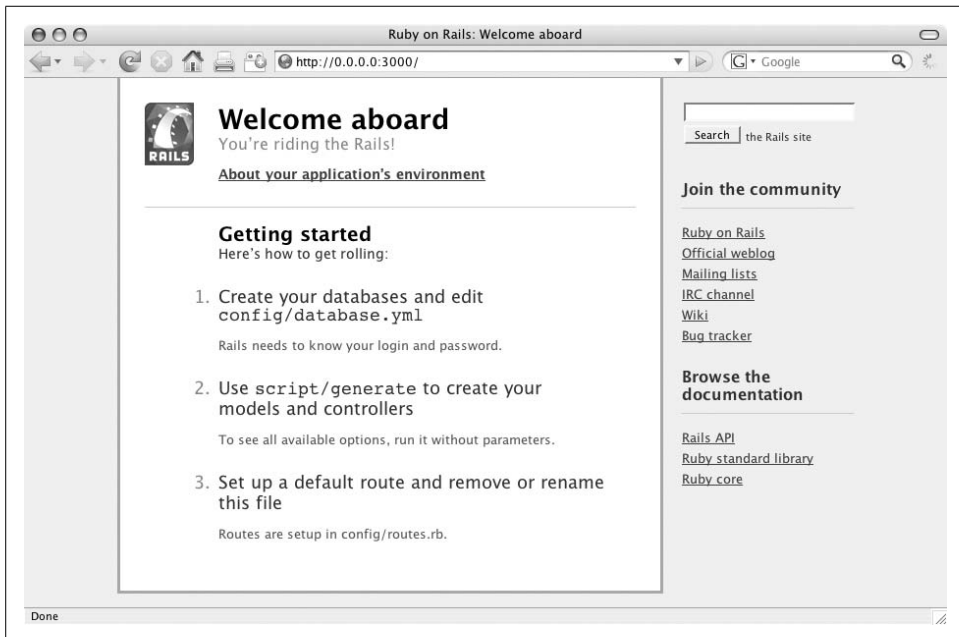 Ruby on Rails: Welcome aboard
http://0.0.0.0:3000/
G
Google
RAILS
Welcome aboard
You're riding the Rails!
About your application's environment
Getting started
Here's how to get rolling:
1. Create your databases and edit
config/database.yml
Rails needs to know your login and password.
2. Use script/generate to create your
models and controllers
To see all available options, run it without parameters.
3. Set up a default route and remove or rename
this file
Routes are setup in config/routes.rb.
Search the Rails site
Join the community
Ruby on Rails
Official weblog
Mailing lists
IRC channel
Wiki
Bug tracker
Browse the
documentation
Rails API
Ruby standard library
Ruby core
Done